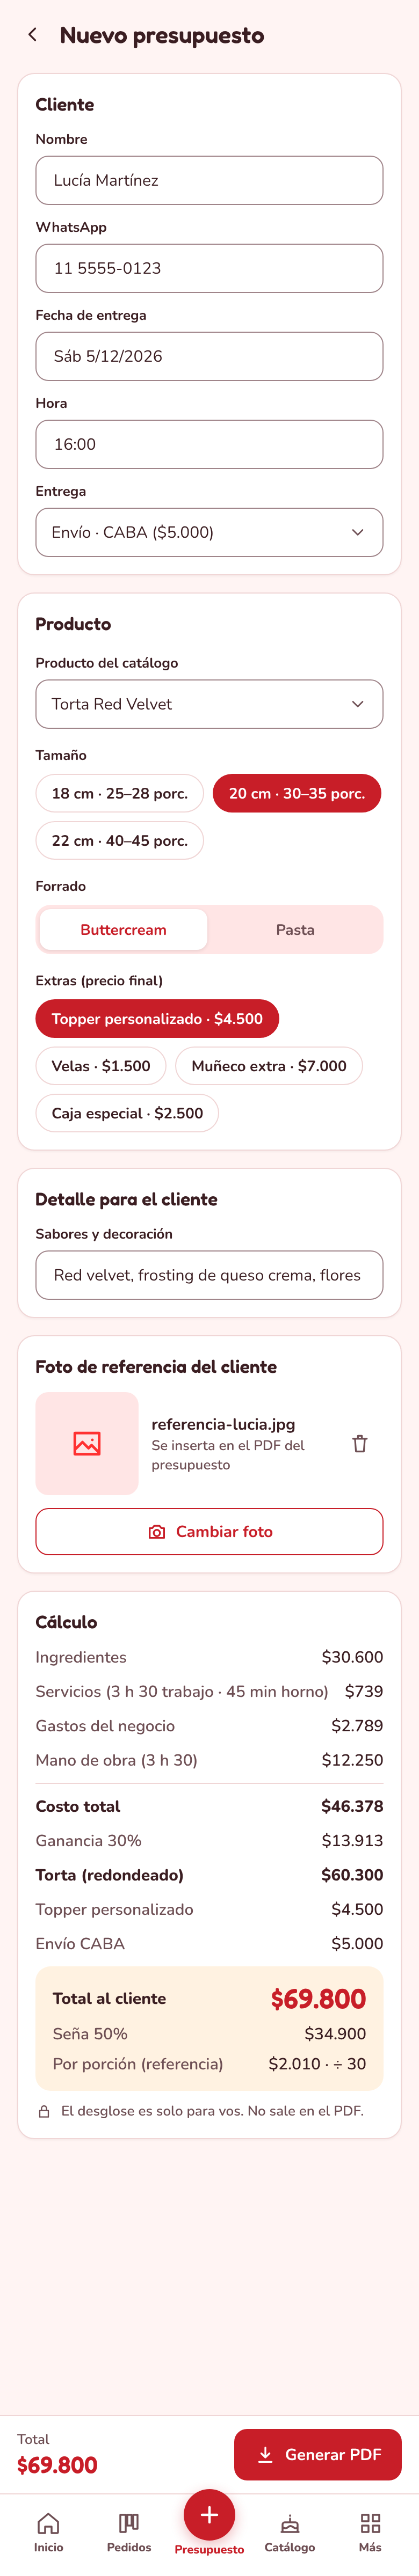 Nuevo presupuesto
Cliente
Nombre
Lucía Martínez
WhatsApp
11 5555-0123
Fecha de entrega
Sáb 5/12/2026
Hora
16:00
Entrega
Envío · CABA ($5.000)
Producto
Producto del catálogo
Torta Red Velvet
Tamaño
18 cm · 25–28 porc.
20 cm · 30–35 porc.
22 cm · 40–45 porc.
Forrado
Buttercream
Pasta
Extras (precio final)
Topper personalizado · $4.500
Velas · $1.500
Muñeco extra · $7.000
Caja especial · $2.500
Detalle para el cliente
Sabores y decoración
Red velvet, frosting de queso crema, flores
Foto de referencia del cliente
referencia-lucia.jpg
Se inserta en el PDF del
presupuesto
Cambiar foto
Cálculo
Ingredientes $30.600
Servicios (3 h 30 trabajo · 45 min horno) $739
Gastos del negocio $2.789
Mano de obra (3 h 30) $12.250
Costo total $46.378
Ganancia 30% $13.913
Torta (redondeado) $60.300
Topper personalizado $4.500
Envío CABA $5.000
Total al cliente $69.800
Seña 50% $34.900
Por porción (referencia) $2.010 · ÷ 30
El desglose es solo para vos. No sale en el PDF.
Total
$69.800
Generar PDF
Inicio
Pedidos
Presupuesto
Catálogo
Más